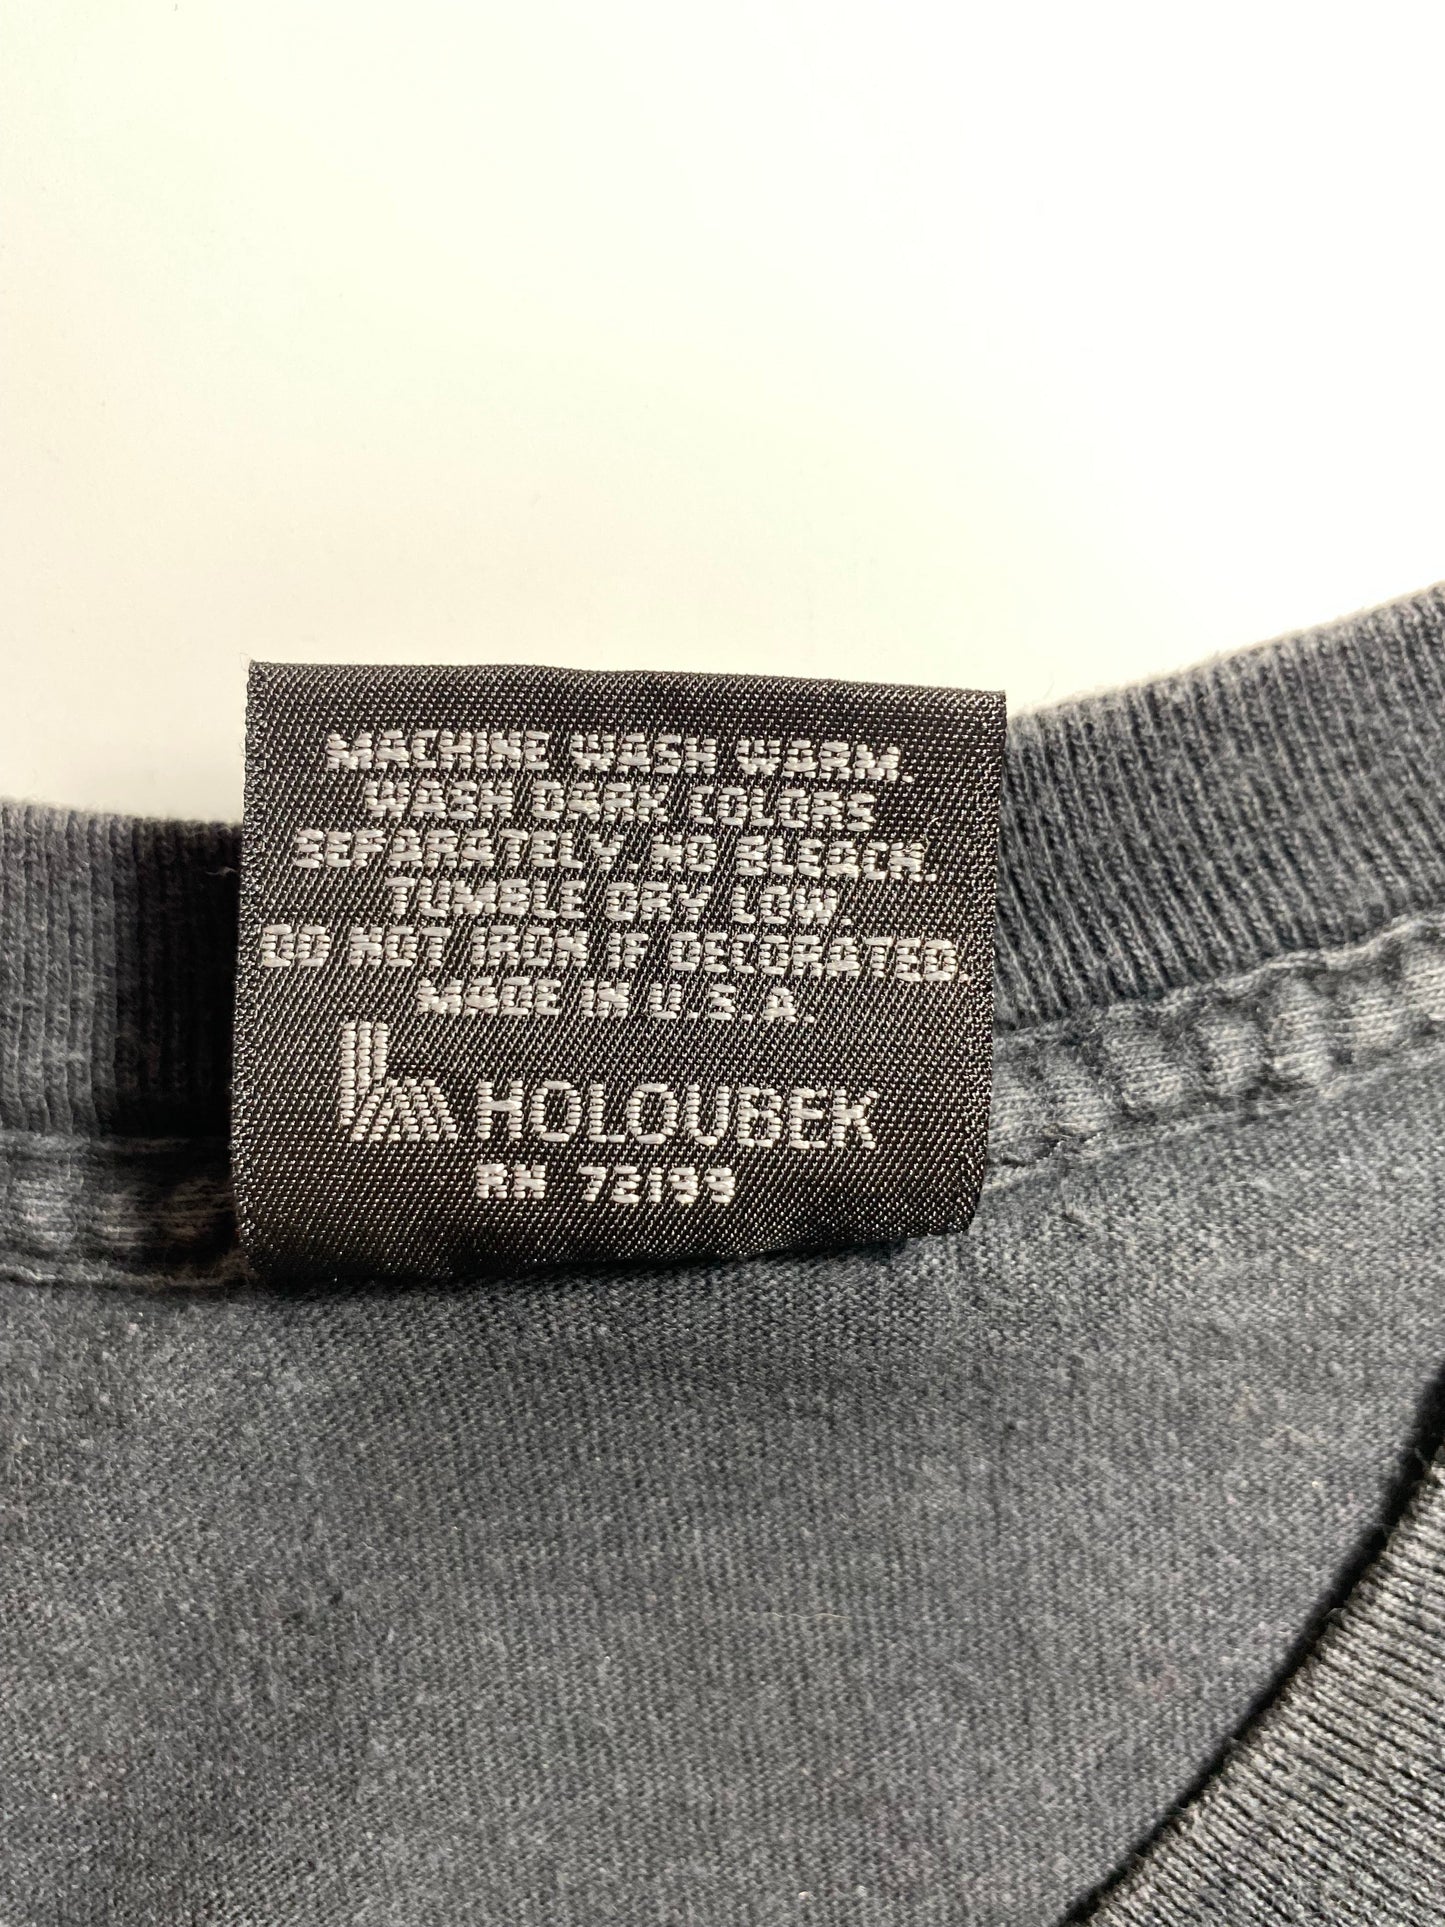 MACHINE WASH WARM.
WASH DARK COLORS
SEPARATELY. NO BLEACH.
TUMBLE DRY LOW.
DO NOT IRON IF DECORATED.
MADE IN U.S.A.
HOLOUBEK
RN 72199